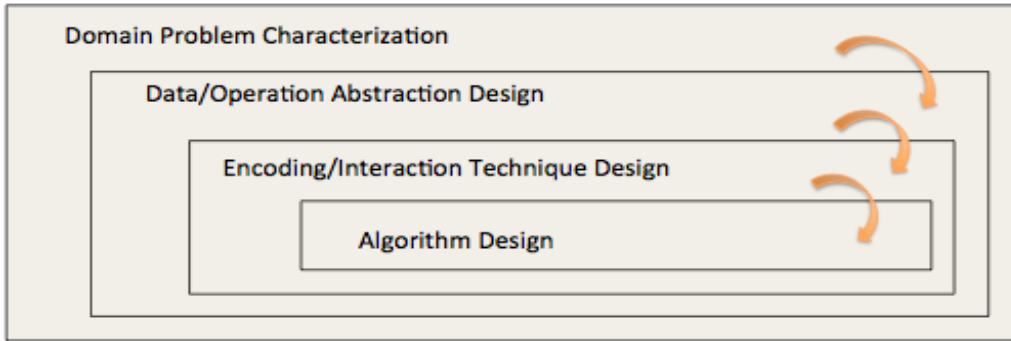 Domain Problem Characterization
Data/Operation Abstraction Design
Encoding/Interaction Technique Design
Algorithm Design